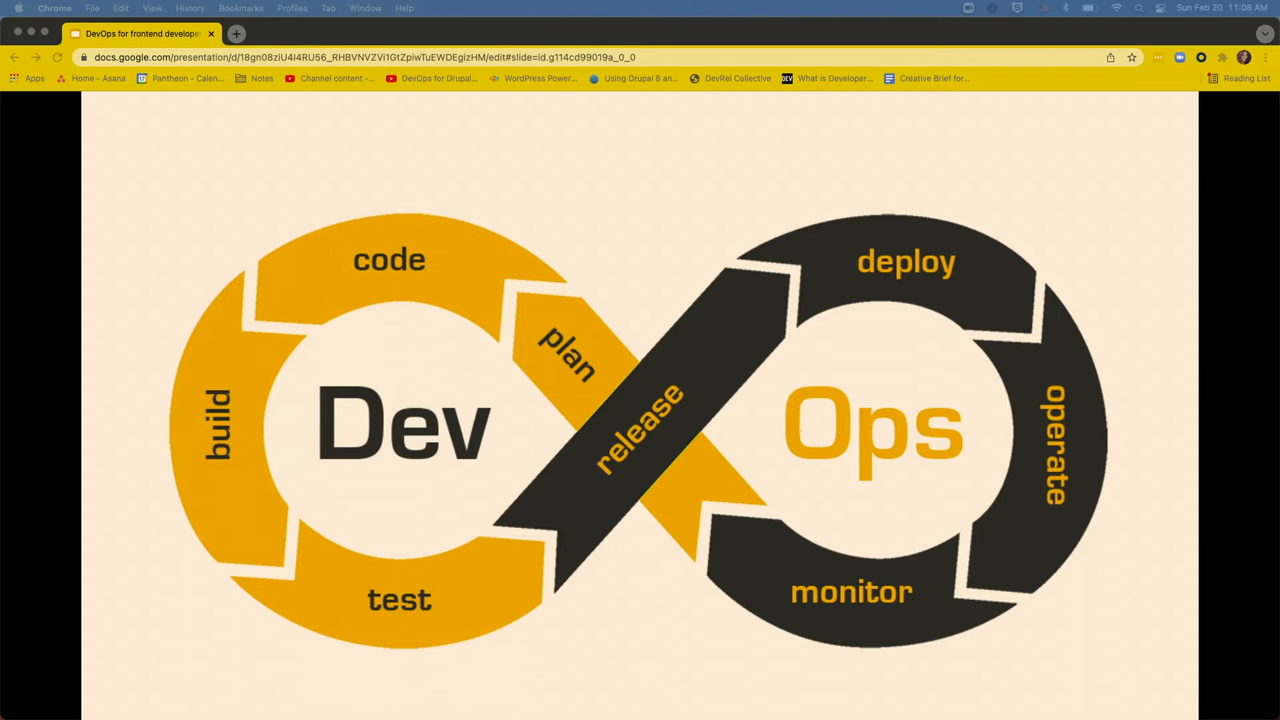 Chrome File Edit View History Bookmarks Profiles Tab Window Help Sun Feb 20 11:08 AM
DevOps for frontend develope
docs.google.com/presentation/d/18gn08ziU4I4RU56_RHBVNVZVi1GtZpiwTuEWDEgizHM/edit#slide=id.g114cd99019a_0_0
Apps Home - Asana 17 Pantheon - Calen... Notes Channel content -... DevOps for Drupal... WordPress Power... Using Drupal 8 an... DevRel Collective DEV What is Developer... Creative Brief for... Reading List
code
deploy
plan
build
Dev
release
Ops
operate
test
monitor